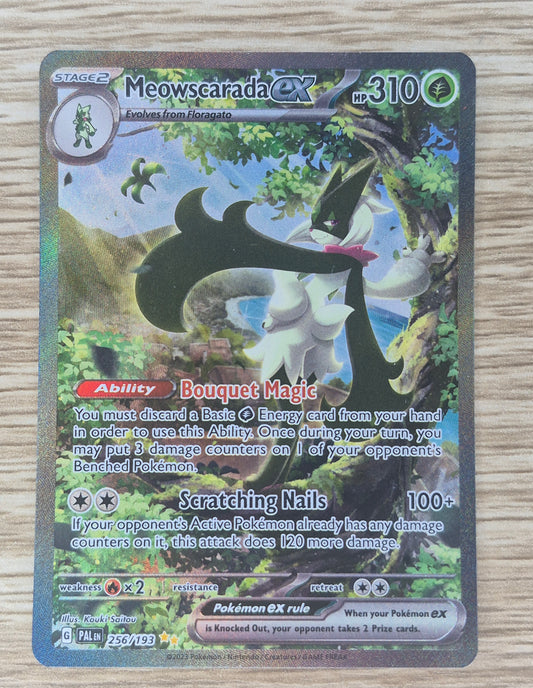 STAGE 2 Meowscarada ex HP 310
Evolves from Floragato
Ability Bouquet Magic
You must discard a Basic Energy card from your hand
in order to use this Ability. Once during your turn, you
may put 3 damage counters on 1 of your opponent's
Benched Pokémon.
Scratching Nails 100+
If your opponent's Active Pokémon already has any damage
counters on it, this attack does 120 more damage.
weakness ×2 resistance retreat
Pokémon ex rule When your Pokémon ex
is Knocked Out, your opponent takes 2 Prize cards.
Illus. Kouki Saitou
G PAL EN 256/193
©2023 Pokémon / Nintendo / Creatures / GAME FREAK